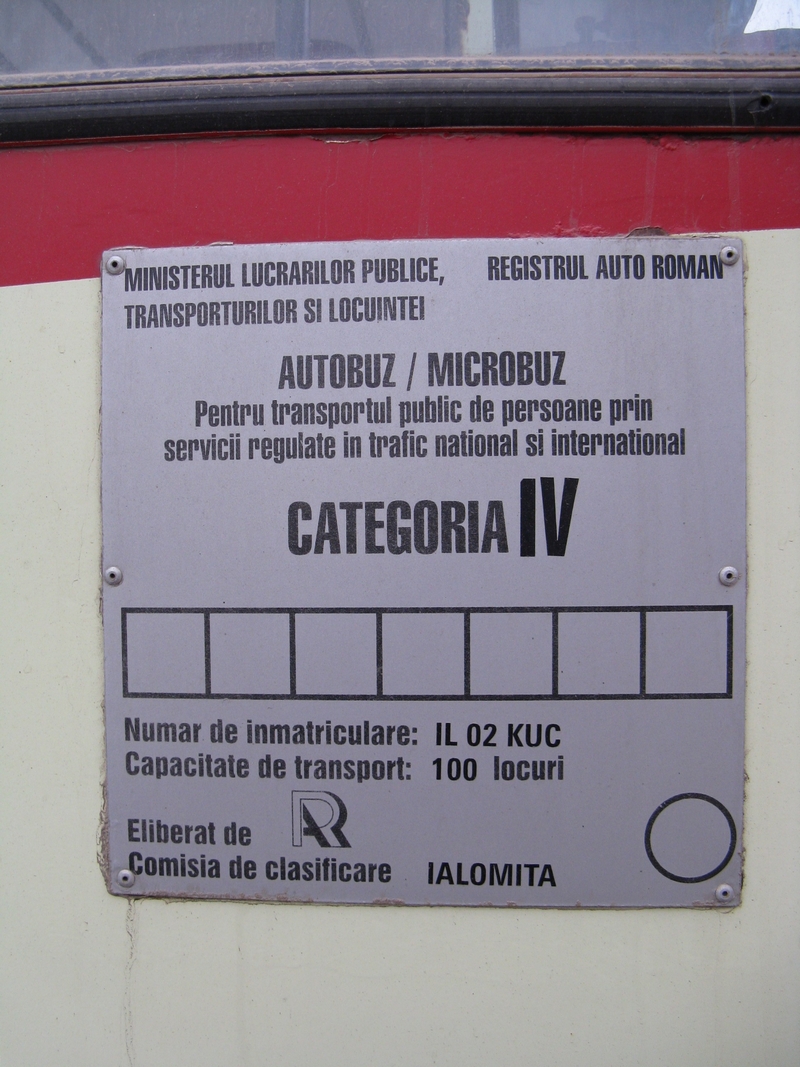 MINISTERUL LUCRARILOR PUBLICE, REGISTRUL AUTO ROMAN
TRANSPORTURILOR SI LOCUINTEI
AUTOBUZ / MICROBUZ
Pentru transportul public de persoane prin
servicii regulate in trafic national si international
CATEGORIA IV
Numar de inmatriculare: IL 02 KUC
Capacitate de transport: 100 locuri
Eliberat de RAR
Comisia de clasificare IALOMITA